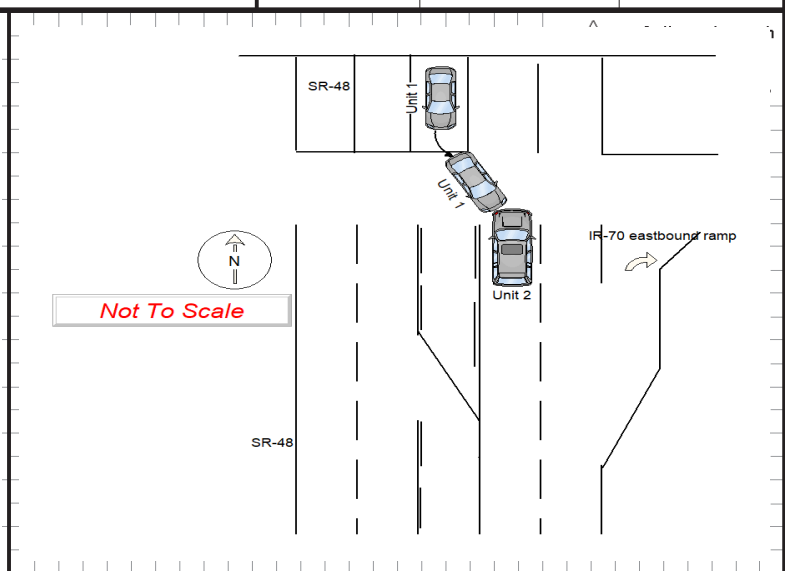 SR-48
Unit 1
Unit 1
IR-70 eastbound ramp
N
Unit 2
Not To Scale
SR-48